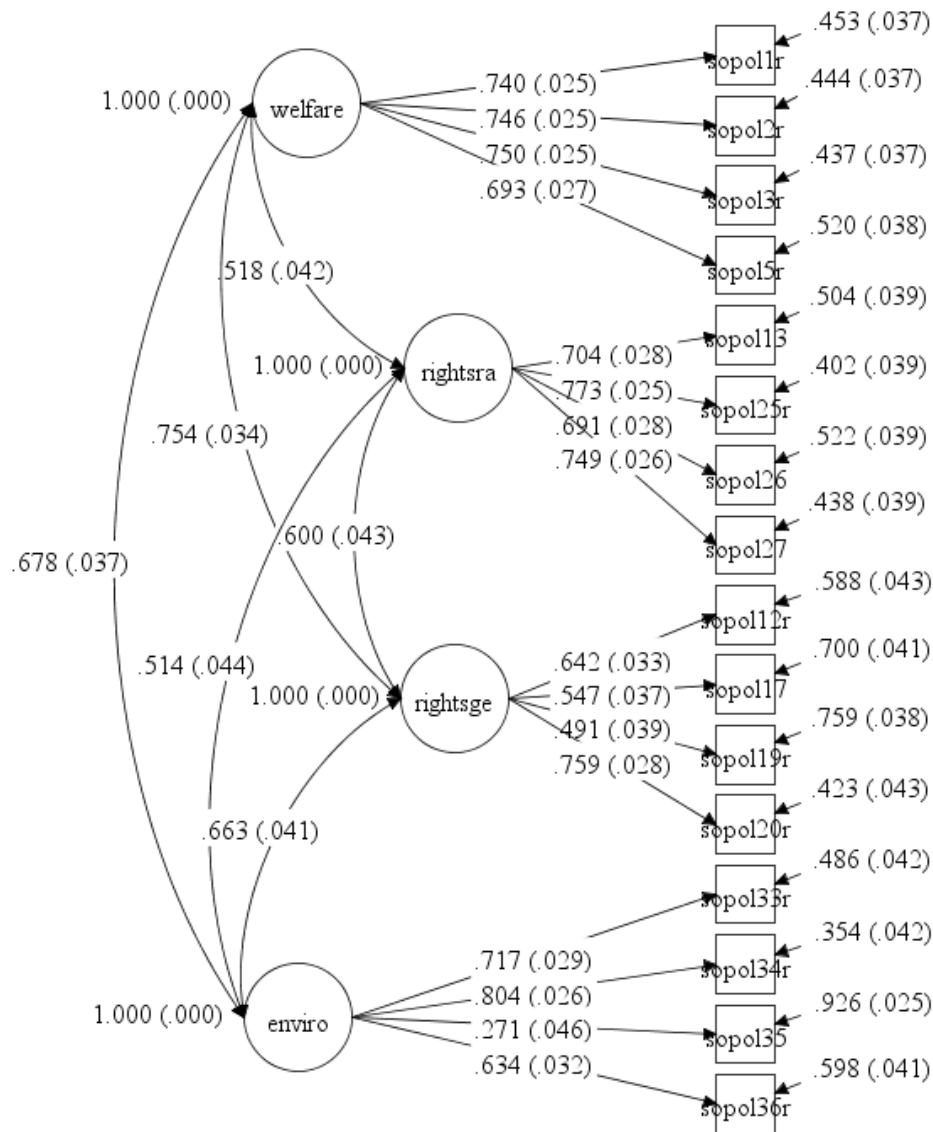 .453 (.037)
sopol1r
1.000 (.000)
welfare
.740 (.025)
.444 (.037)
.746 (.025)
sopol2r
.750 (.025)
.437 (.037)
.693 (.027)
sopol3r
.520 (.038)
sopol5r
.518 (.042)
.504 (.039)
sopol13
.704 (.028)
1.000 (.000)
rightsra
.402 (.039)
.773 (.025)
sopol25r
.691 (.028)
.522 (.039)
.754 (.034)
.749 (.026)
sopol26
.438 (.039)
.600 (.043)
sopol27
.678 (.037)
.588 (.043)
sopol12r
.642 (.033)
.700 (.041)
.514 (.044)
1.000 (.000)
rightsge
.547 (.037)
sopol17
.491 (.039)
.759 (.038)
.759 (.028)
sopol19r
.423 (.043)
.663 (.041)
sopol20r
.486 (.042)
sopol33r
.354 (.042)
.717 (.029)
sopol34r
.804 (.026)
.926 (.025)
1.000 (.000)
enviro
.271 (.046)
sopol35
.634 (.032)
.598 (.041)
sopol36r